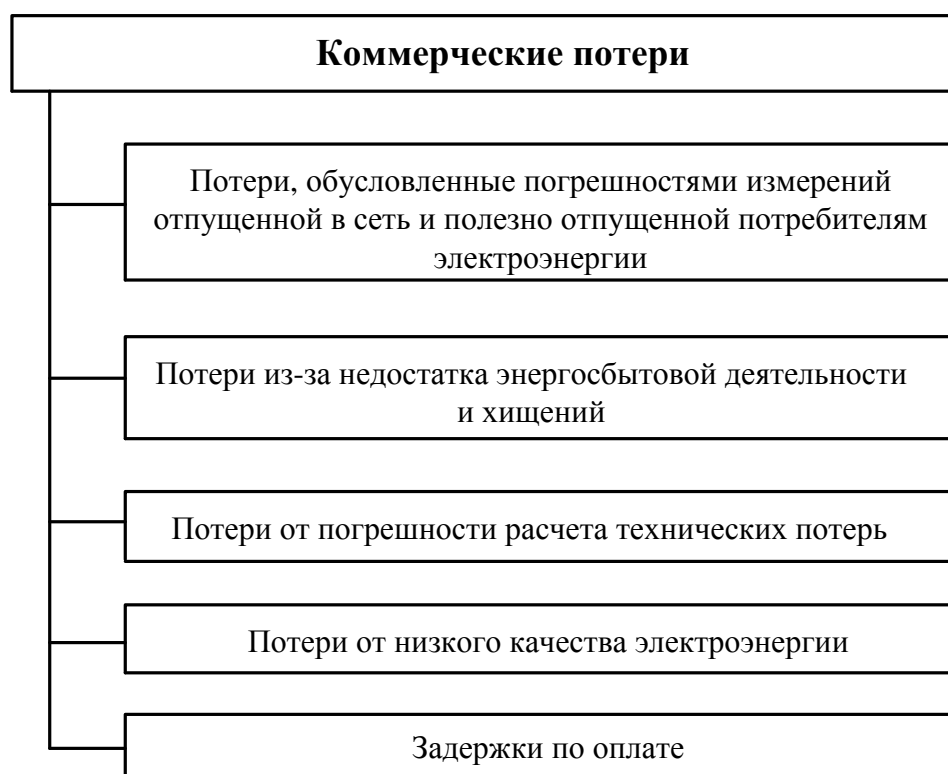 Коммерческие потери
Потери, обусловленные погрешностями измерений
отпущенной в сеть и полезно отпущенной потребителям
электроэнергии
Потери из-за недостатка энергосбытовой деятельности
и хищений
Потери от погрешности расчета технических потерь
Потери от низкого качества электроэнергии
Задержки по оплате